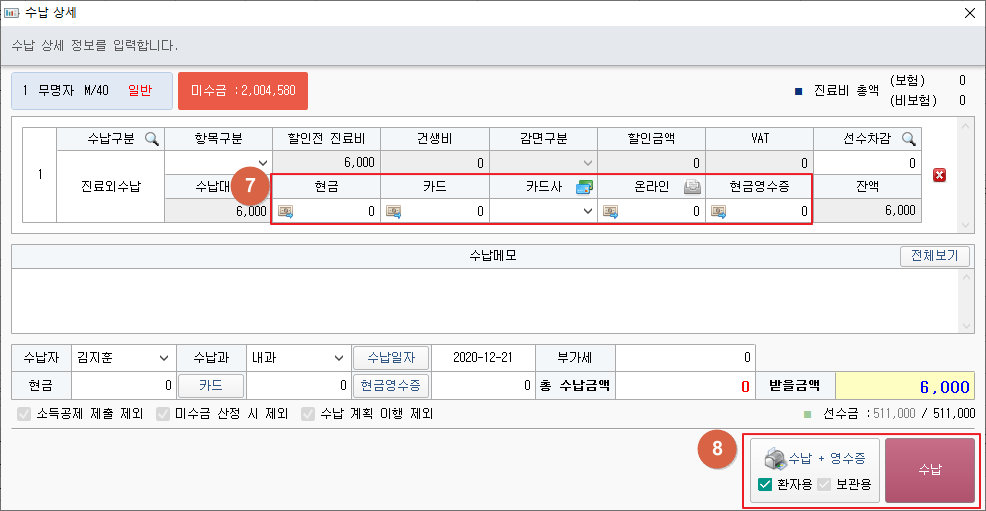 수납 상세
수납 상세 정보를 입력합니다.
1 무명자 M/40 일반 미수금 :2,004,580
진료비 총액 (보험) 0
(비보험) 0
수납구분 항목구분 할인전 진료비 건생비 감면구분 할인금액 VAT 선수차감
6,000 0 0 0 0
1 진료외수납
수납대 7 현금 카드 카드사 온라인 현금영수증 잔액
6,000 0 0 0 0 6,000
수납메모 전체보기
수납자 김지훈 수납과 내과 수납일자 2020-12-21 부가세 0
현금 0 카드 0 현금영수증 0 총 수납금액 0 받을금액 6,000
소득공제 제출 제외 미수금 산정 시 제외 수납 계획 이행 제외 선수금 : 511,000 / 511,000
8 수납 + 영수증 수납
환자용 보관용